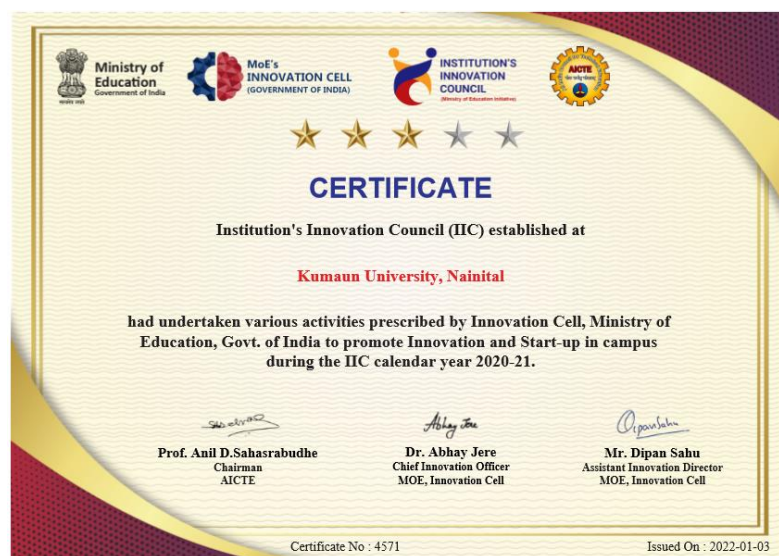 Ministry of
Education
Government of India
MoE's
INNOVATION CELL
(GOVERNMENT OF INDIA)
INSTITUTION'S
INNOVATION
COUNCIL
(Ministry of Education Initiative)
AICTE
CERTIFICATE
Institution's Innovation Council (IIC) established at
Kumaun University, Nainital
had undertaken various activities prescribed by Innovation Cell, Ministry of
Education, Govt. of India to promote Innovation and Start-up in campus
during the IIC calendar year 2020-21.
Abhay Jere
Dipan Sahu
Prof. Anil D.Sahasrabudhe
Chairman
AICTE
Dr. Abhay Jere
Chief Innovation Officer
MOE, Innovation Cell
Mr. Dipan Sahu
Assistant Innovation Director
MOE, Innovation Cell
Certificate No : 4571
Issued On : 2022-01-03